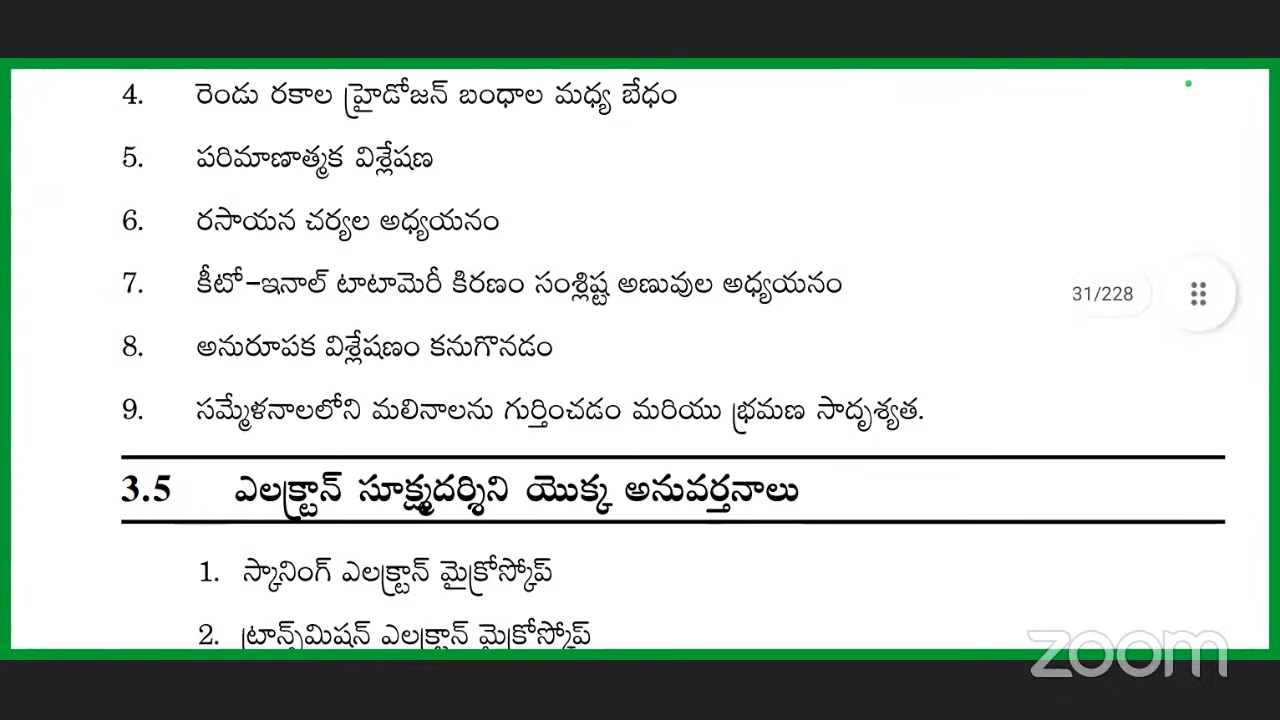 4. రెండు రకాల హైడ్రోజన్ బంధాల మధ్య బేధం
5. పరిమాణాత్మక విశ్లేషణ
6. రసాయన చర్యల అధ్యయనం
7. కీటో-ఇనాల్ టాటామెరీ కిరణం సంశ్లిష్ట అణువుల అధ్యయనం
31/228
8. అనురూపక విశ్లేషణం కనుగొనడం
9. సమ్మేళనాలలోని మలినాలను గుర్తించడం మరియు భ్రమణ సాదృశ్యత.
3.5 ఎలక్ట్రాన్ సూక్ష్మదర్శిని యొక్క అనువర్తనాలు
1. స్కానింగ్ ఎలక్ట్రాన్ మైక్రోస్కోప్
2. ట్రాన్స్‌మిషన్ ఎలక్ట్రాన్ మైక్రోస్కోప్
zoom